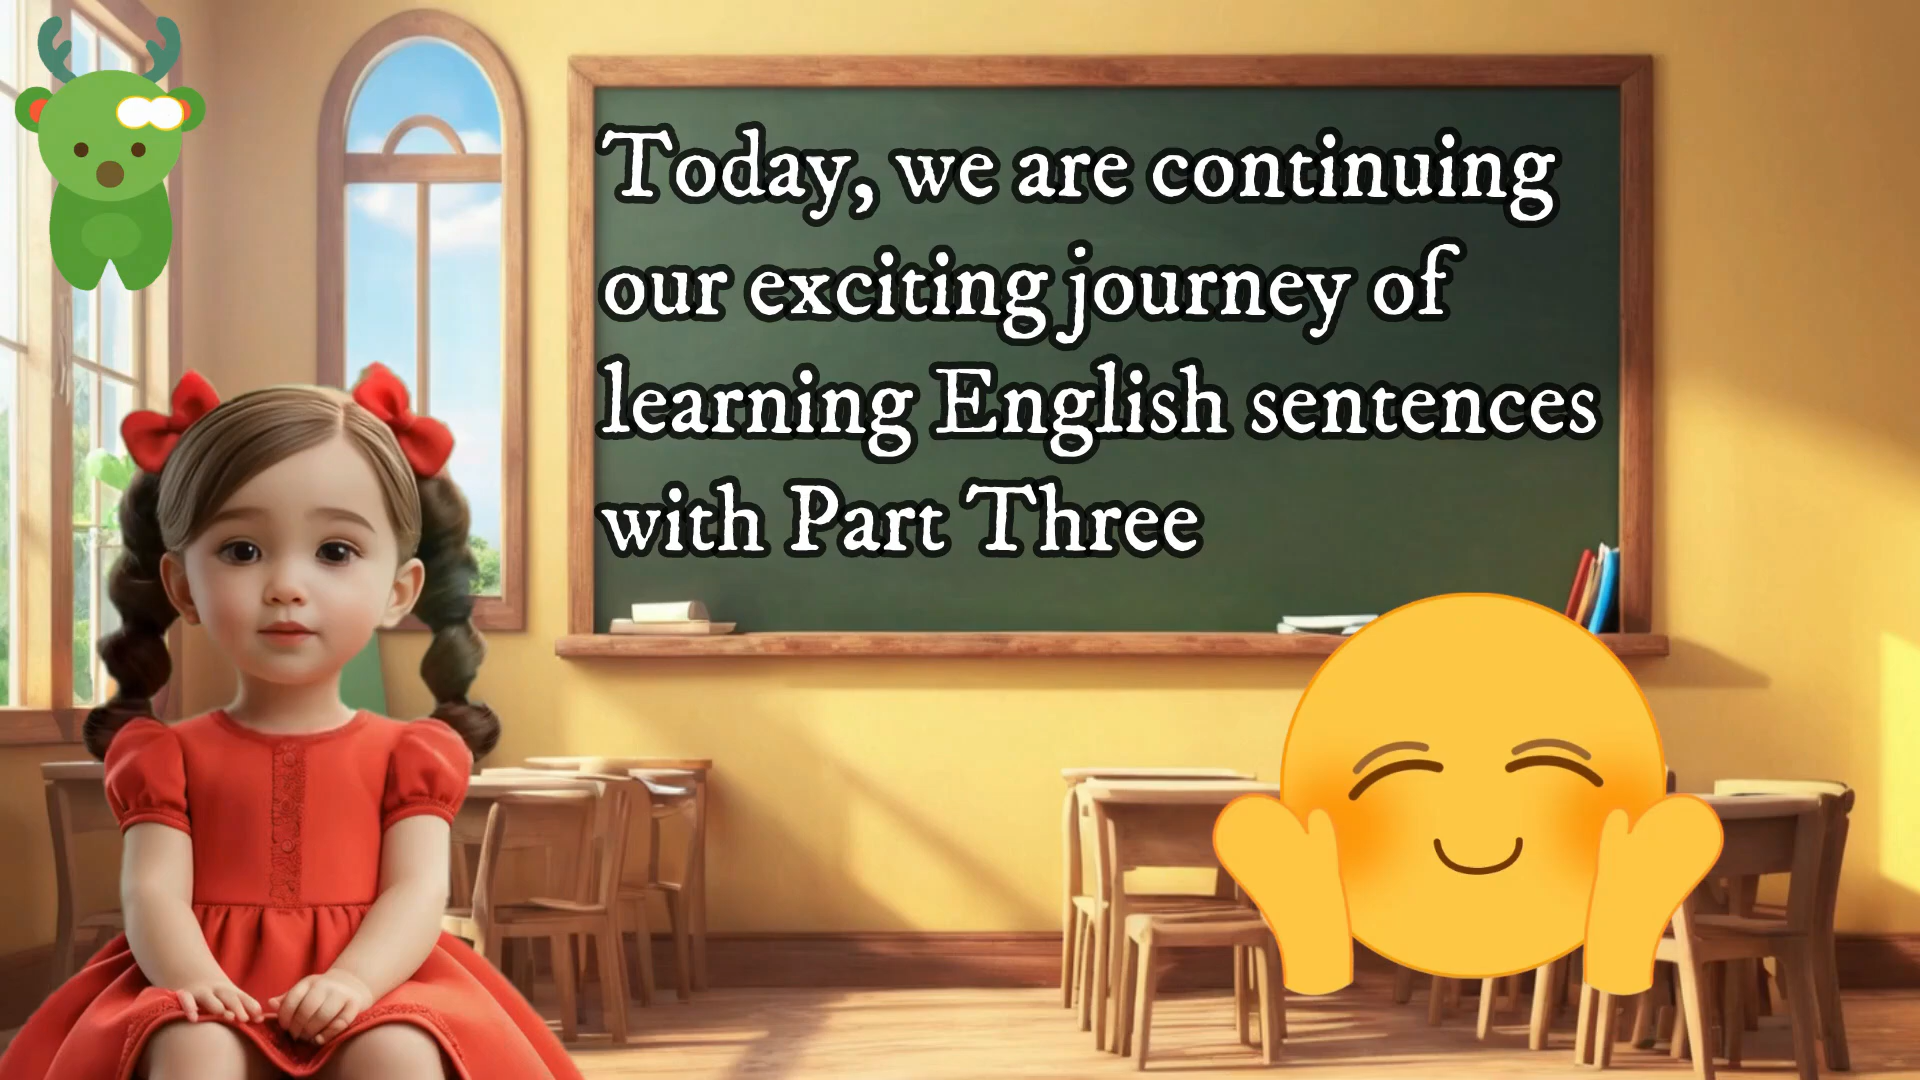 Today, we are continuing
our exciting journey of
learning English sentences
with Part Three